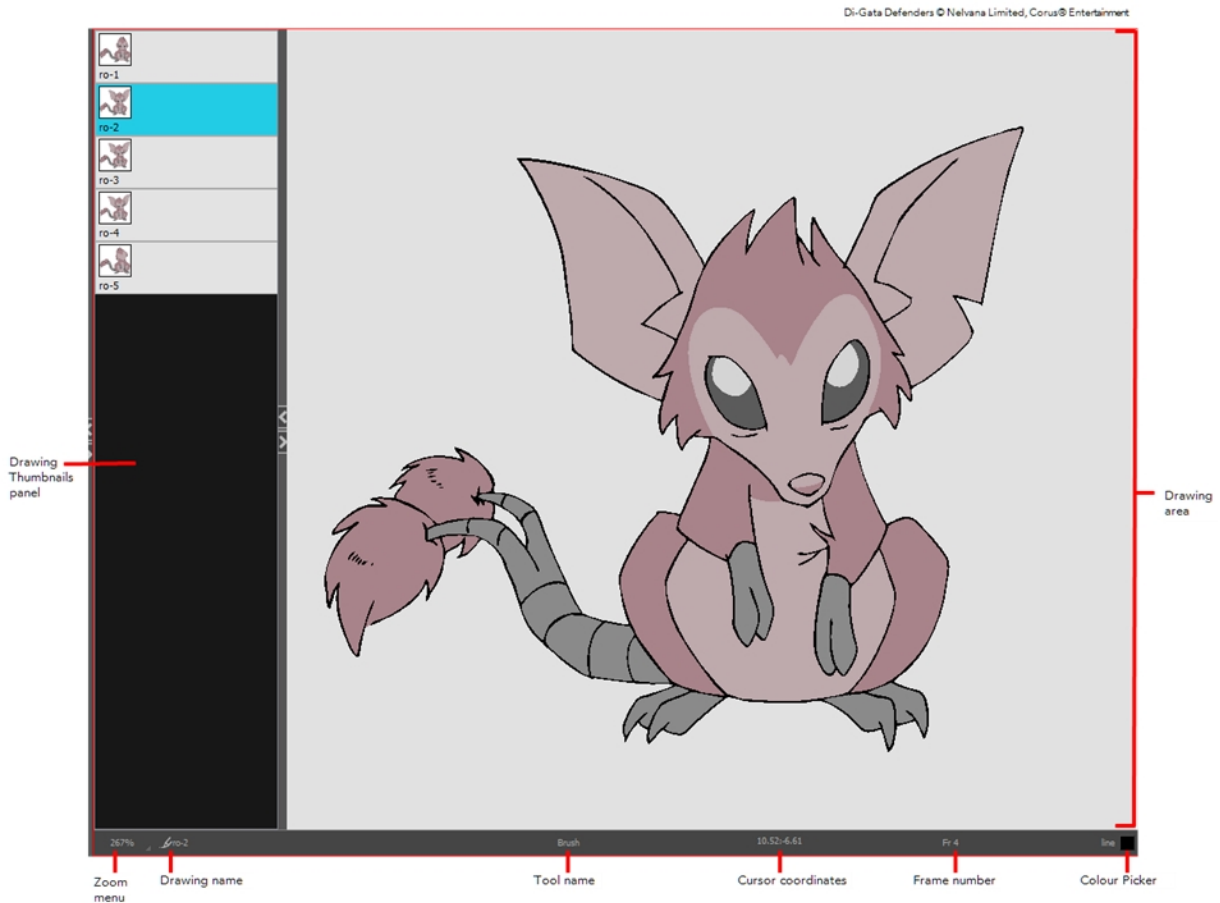 Di-Gata Defenders © Nelvana Limited, Corus® Entertainment
ro-1
ro-2
ro-3
ro-4
ro-5
Drawing
Thumbnails
panel
Drawing
area
267%
ro-2
Brush
10.52:-6.61
Fr 4
line
Zoom
menu
Drawing name
Tool name
Cursor coordinates
Frame number
Colour Picker